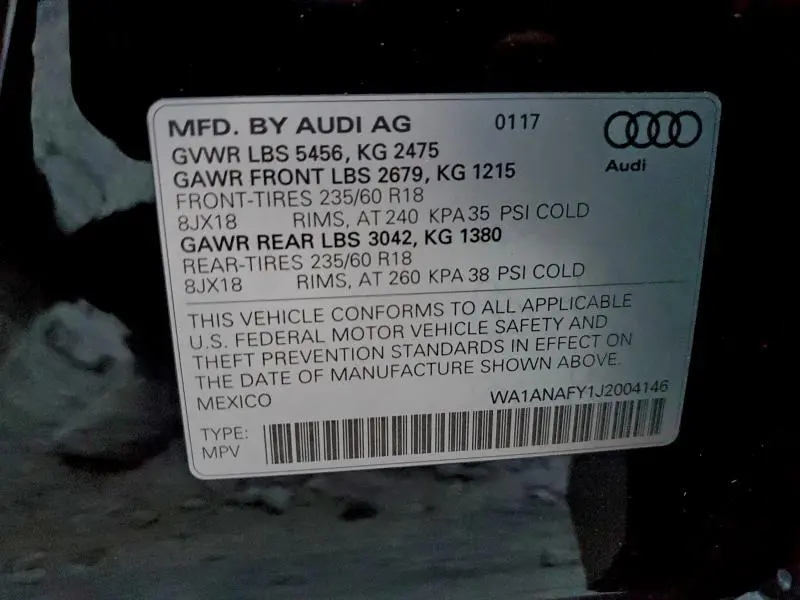 MFD. BY AUDI AG 0117
Audi
GVWR LBS 5456, KG 2475
GAWR FRONT LBS 2679, KG 1215
FRONT-TIRES 235/60 R18
8JX18 RIMS, AT 240 KPA 35 PSI COLD
GAWR REAR LBS 3042, KG 1380
REAR-TIRES 235/60 R18
8JX18 RIMS, AT 260 KPA 38 PSI COLD
THIS VEHICLE CONFORMS TO ALL APPLICABLE
U.S. FEDERAL MOTOR VEHICLE SAFETY AND
THEFT PREVENTION STANDARDS IN EFFECT ON
THE DATE OF MANUFACTURE SHOWN ABOVE.
MEXICO WA1ANAFY1J2004146
TYPE:
MPV